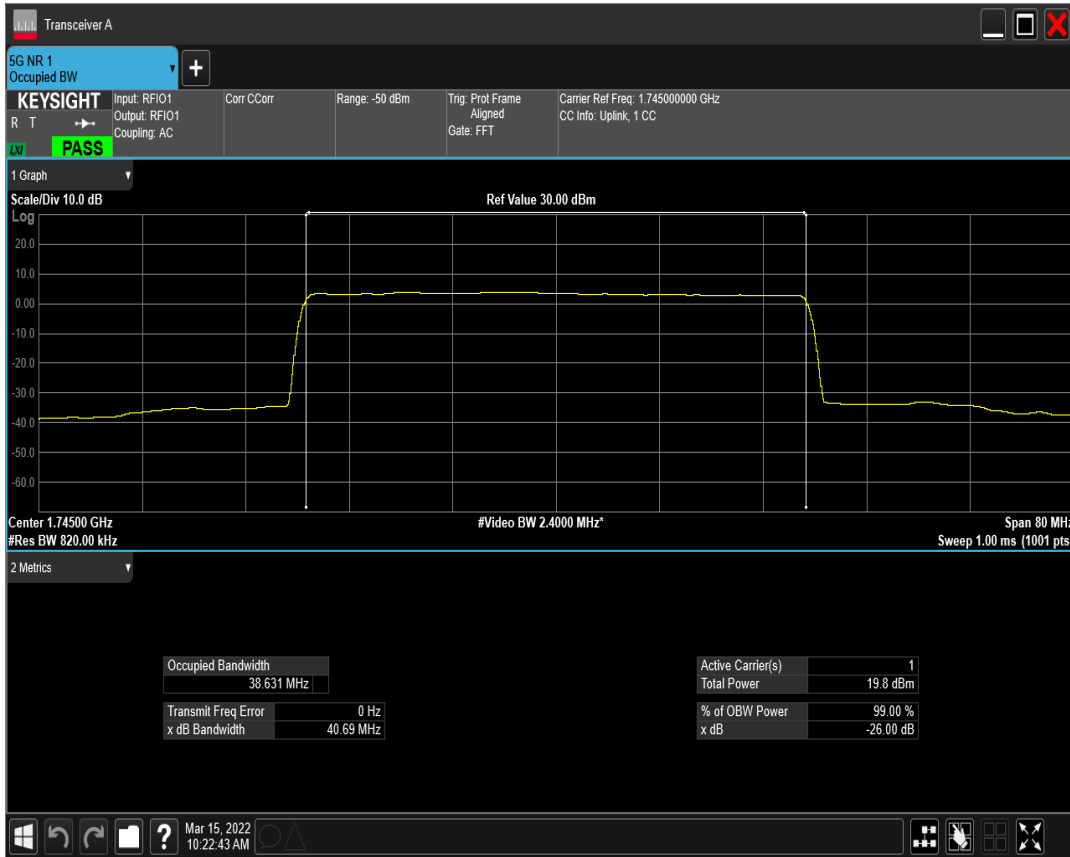 Transceiver A
5G NR 1
Occupied BW
KEYSIGHT
R T
LXI
PASS
Input: RFIO1
Output: RFIO1
Coupling: AC
Corr CCorr
Range: -50 dBm
Trig: Prot Frame
Aligned
Gate: FFT
Carrier Ref Freq: 1.745000000 GHz
CC Info: Uplink, 1 CC
1 Graph
Scale/Div 10.0 dB
Ref Value 30.00 dBm
Log
20.0
10.0
0.00
-10.0
-20.0
-30.0
-40.0
-50.0
-60.0
Center 1.74500 GHz
#Video BW 2.4000 MHz*
Span 80 MHz
#Res BW 820.00 kHz
Sweep 1.00 ms (1001 pts
2 Metrics
Occupied Bandwidth
38.631 MHz
Transmit Freq Error 0 Hz
x dB Bandwidth 40.69 MHz
Active Carrier(s) 1
Total Power 19.8 dBm
% of OBW Power 99.00 %
x dB -26.00 dB
?
Mar 15, 2022
10:22:43 AM